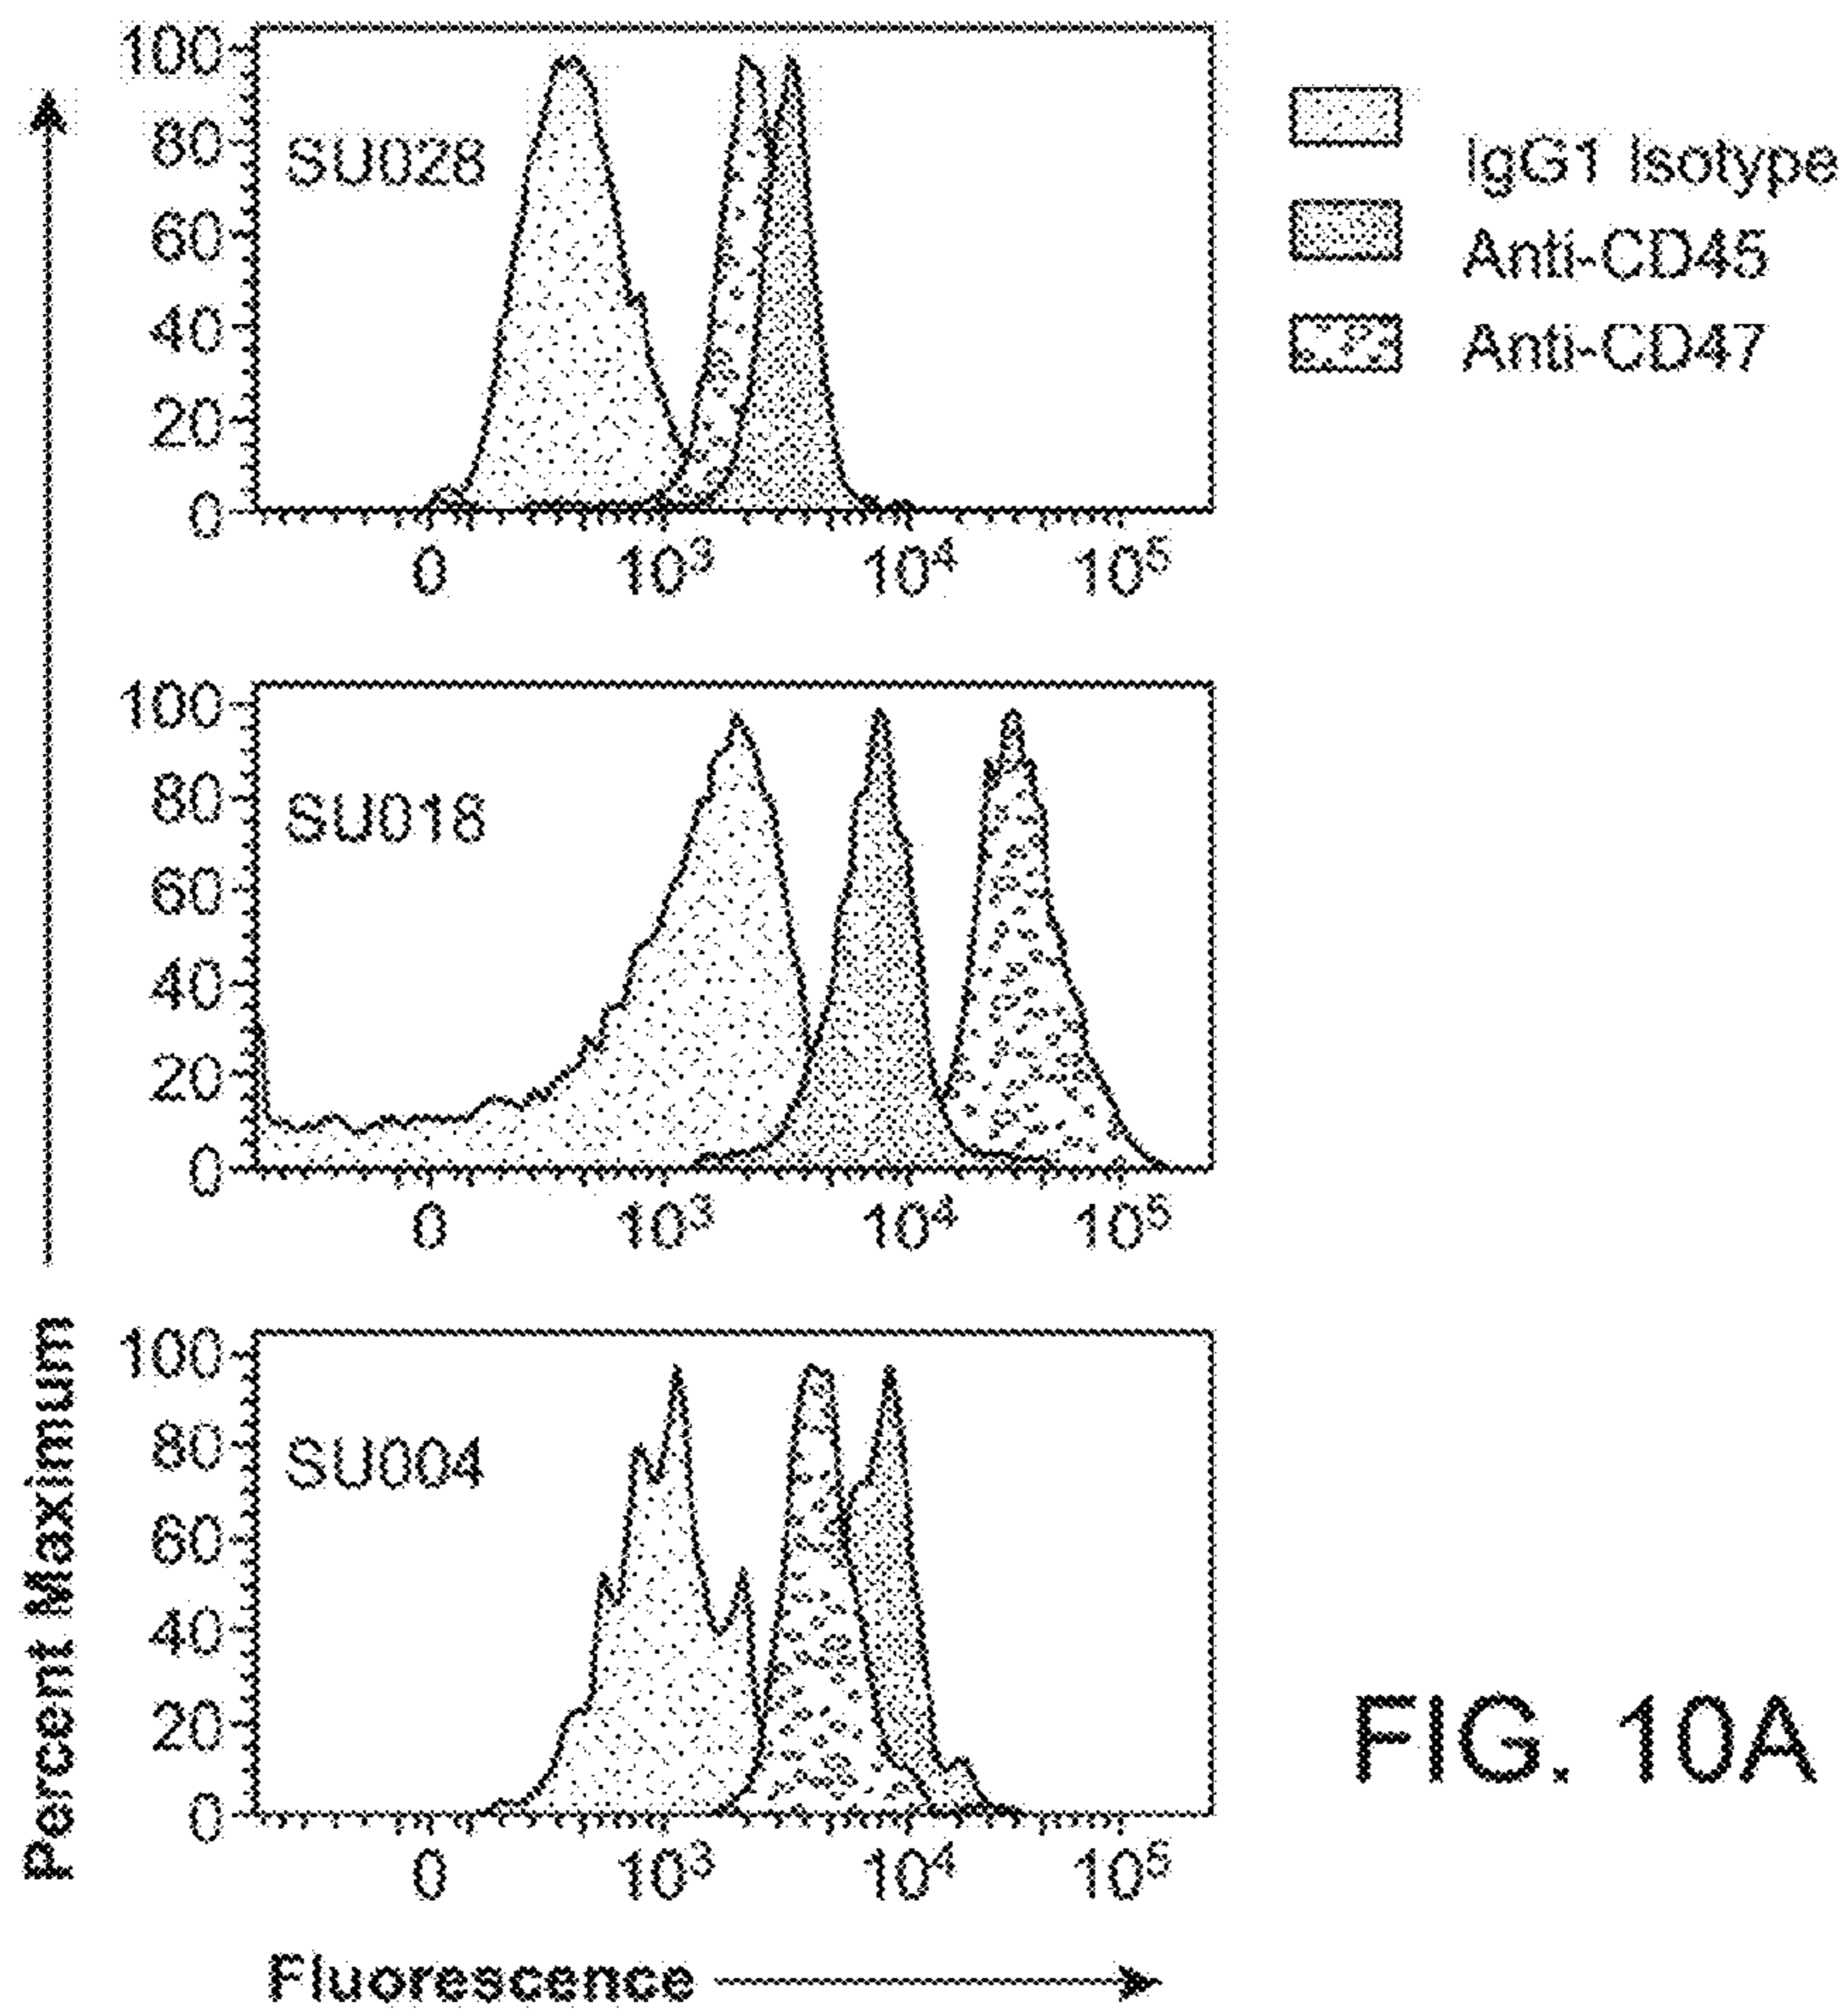 100
80
60
40
20
0
SU028
0 10³ 10⁴ 10⁵
IgG1 Isotype
Anti-CD45
Anti-CD47
100
80
60
40
20
0
SU018
0 10³ 10⁴ 10⁵
100
80
60
40
20
0
SU004
0 10³ 10⁴ 10⁵
Percent Maximum
Fluorescence
FIG. 10A